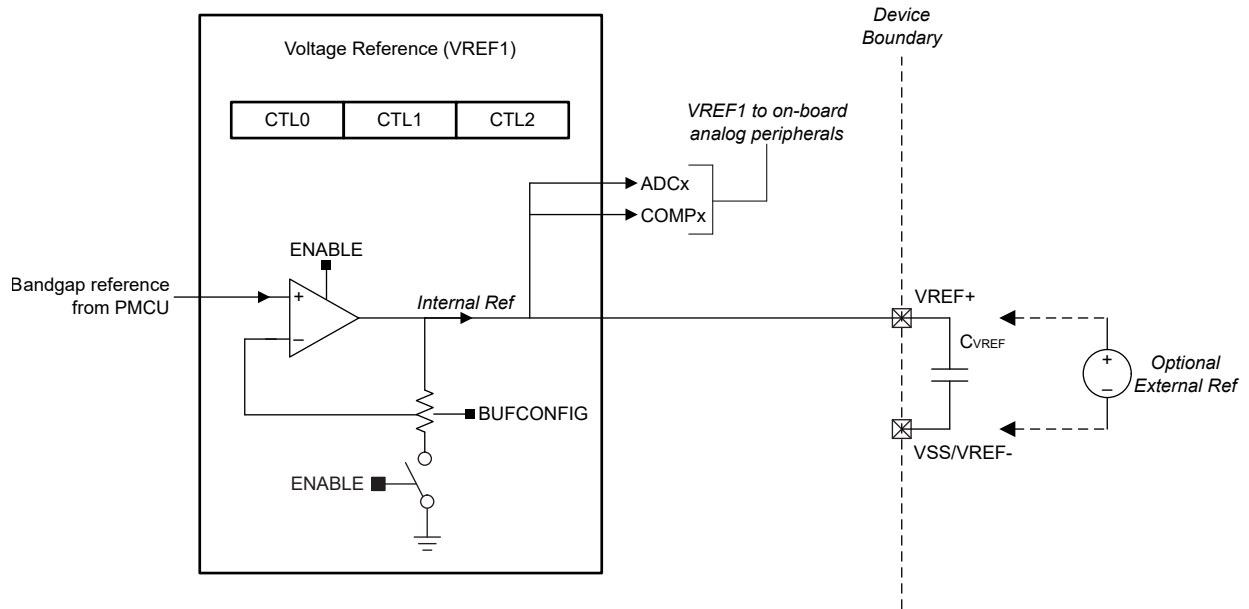 Device
Boundary
Voltage Reference (VREF1)
CTL0 CTL1 CTL2
VREF1 to on-board
analog peripherals
ADCx
COMPx
ENABLE
Bandgap reference
from PMCU
+
−
Internal Ref
VREF+
CVREF
+
−
Optional
External Ref
BUFCONFIG
VSS/VREF-
ENABLE